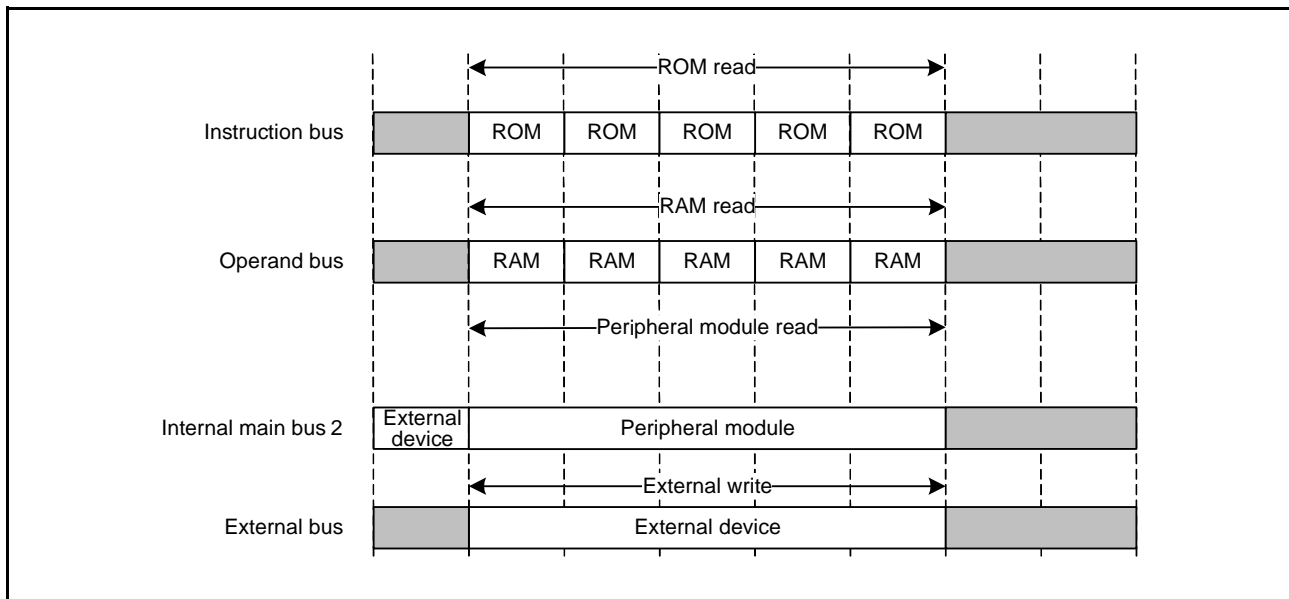 ROM read
Instruction bus ROM ROM ROM ROM ROM
RAM read
Operand bus RAM RAM RAM RAM RAM
Peripheral module read
Internal main bus 2 External device Peripheral module
External write
External bus External device